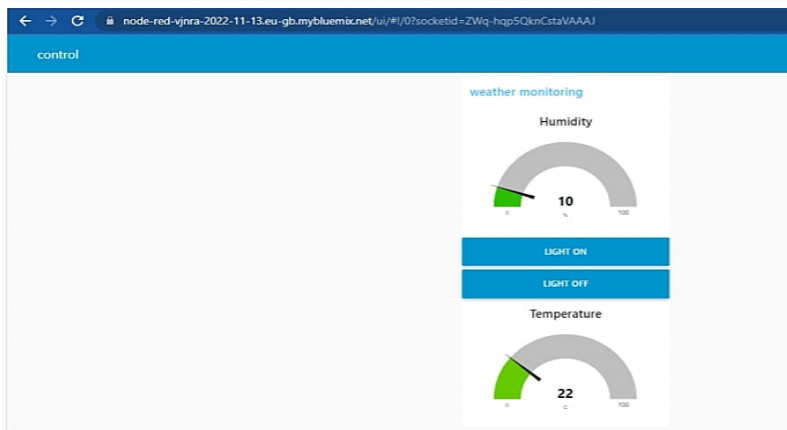 node-red-vjnra-2022-11-13.eu-gb.mybluemix.net/ui/#!/0?socketid=ZWq-hqp5QknCstaVAAAJ
control
weather monitoring
Humidity
10
%
0 100
LIGHT ON
LIGHT OFF
Temperature
22
C
0 100